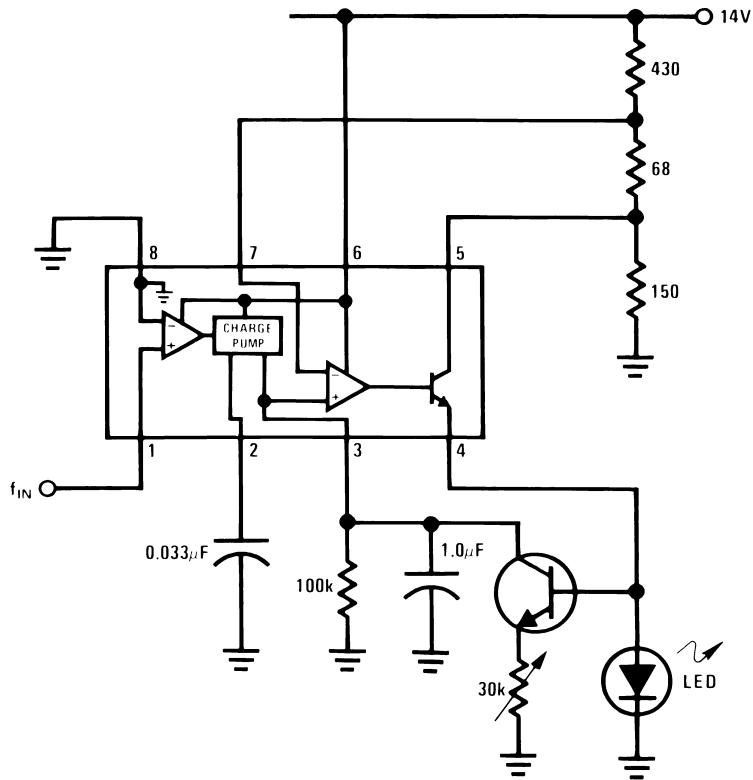 14V
430
68
8 7 6 5
150
CHARGE
PUMP
−
+
−
+
1 2 3 4
fIN
0.033μF
1.0μF
100k
30k
LED